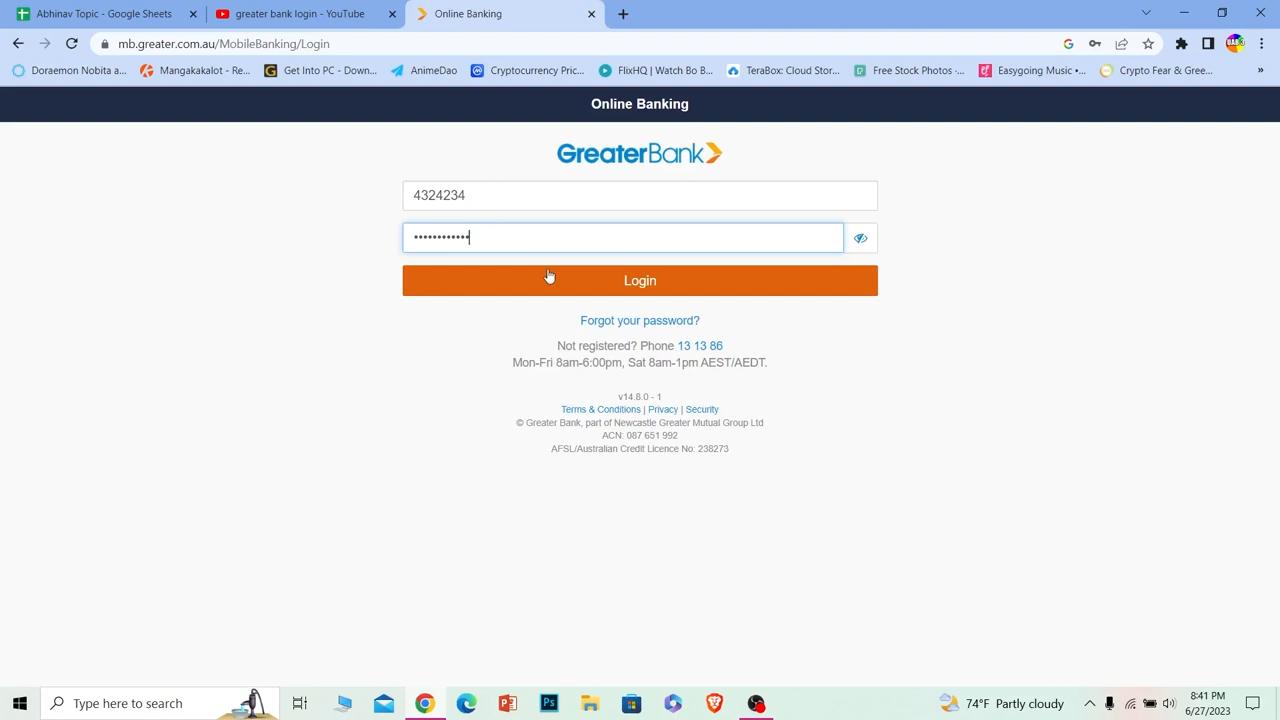 Abhinav Topic - Google Sheets
greater bank login - YouTube
Online Banking
mb.greater.com.au/MobileBanking/Login
Doraemon Nobita a...
Mangakakalot - Re...
Get Into PC - Down...
AnimeDao
Cryptocurrency Pric...
FlixHQ | Watch Bo B...
TeraBox: Cloud Stor...
Free Stock Photos -...
Easygoing Music •...
Crypto Fear & Gree...
Online Banking
GreaterBank
4324234
••••••••••••
Login
Forgot your password?
Not registered? Phone 13 13 86
Mon-Fri 8am-6:00pm, Sat 8am-1pm AEST/AEDT.
v14.8.0 - 1
Terms & Conditions | Privacy | Security
© Greater Bank, part of Newcastle Greater Mutual Group Ltd
ACN: 087 651 992
AFSL/Australian Credit Licence No: 238273
Type here to search
74°F Partly cloudy
8:41 PM
6/27/2023